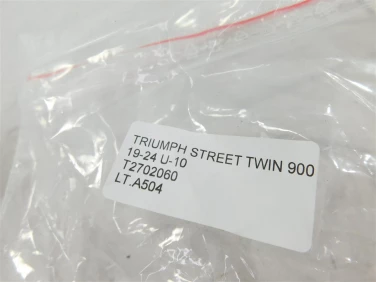 TRIUMPH STREET TWIN 900
19-24 U-10
T2702060
LT.A504